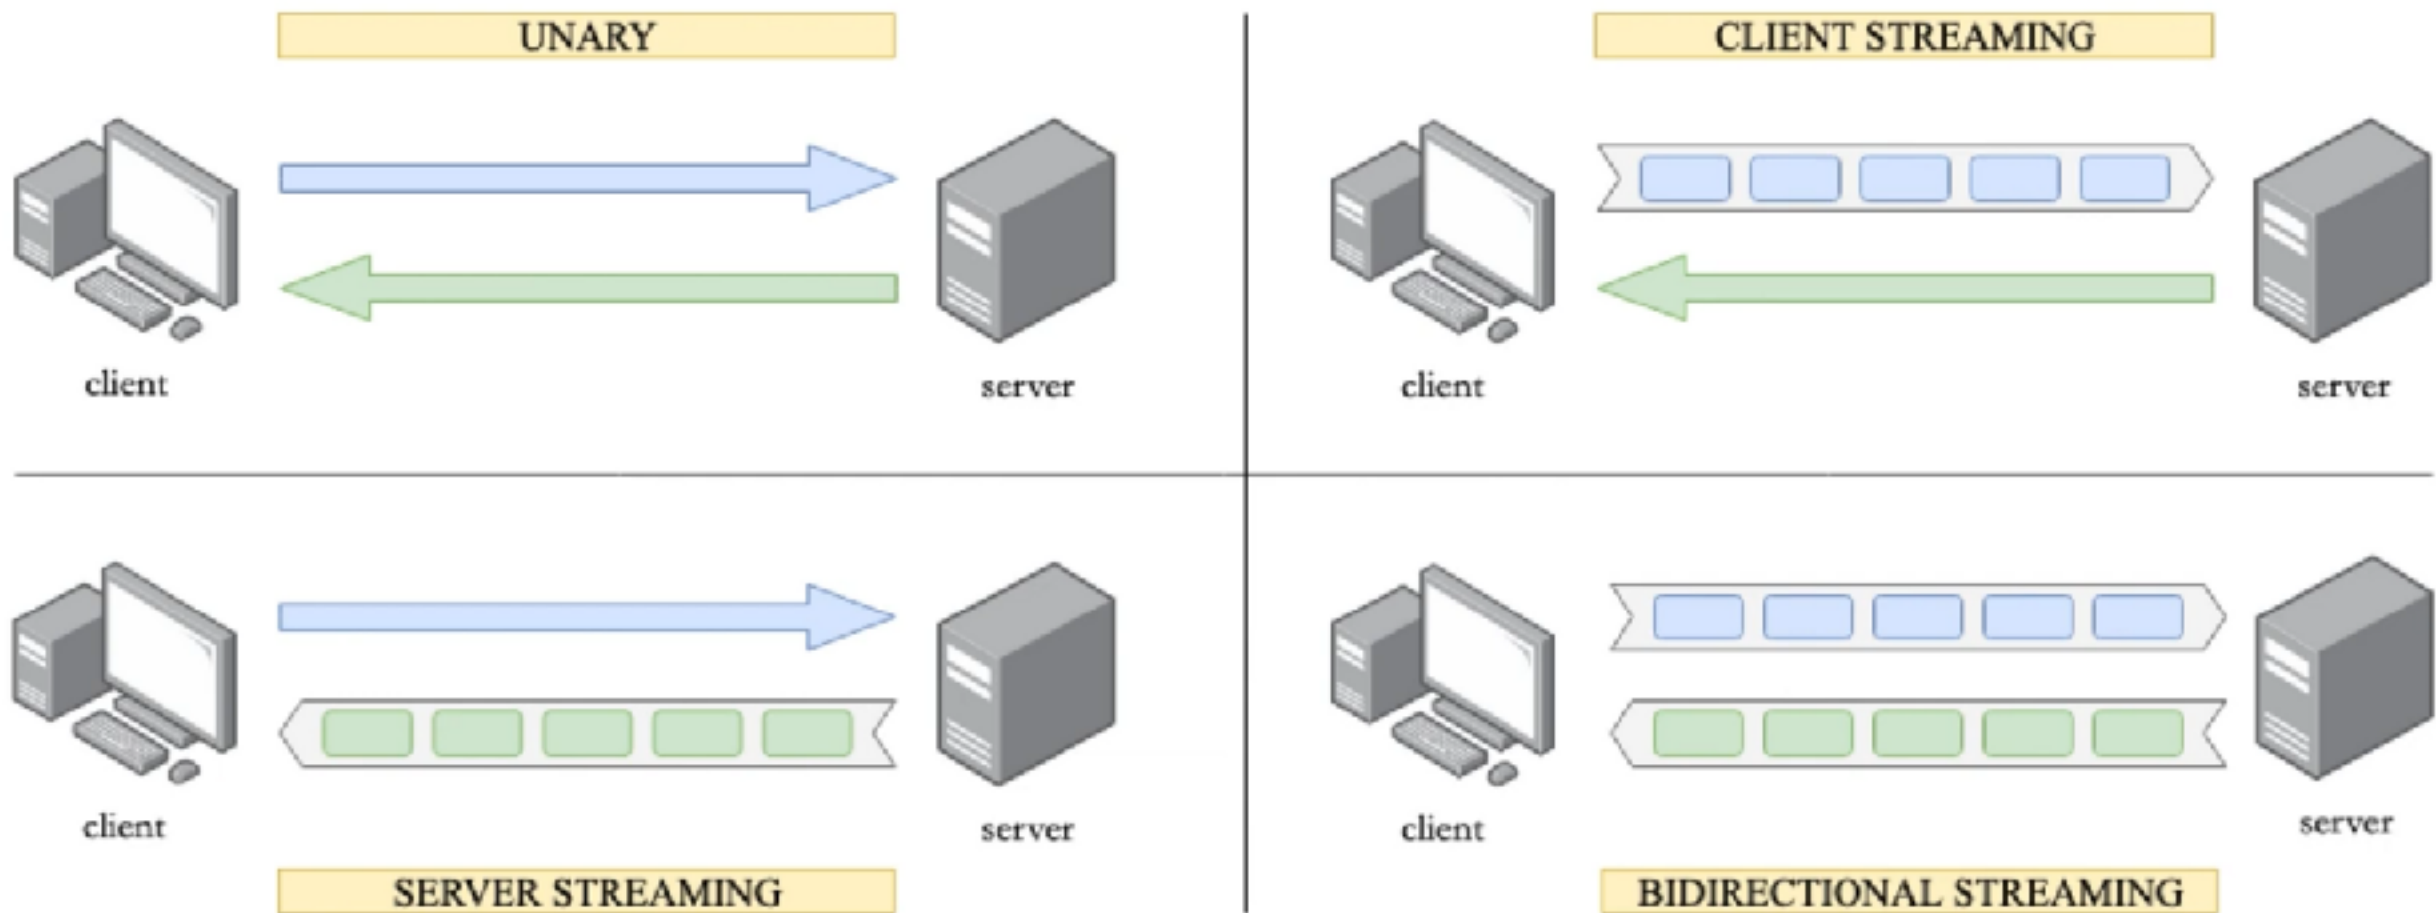 UNARY
client
server
CLIENT STREAMING
client
server
client
server
SERVER STREAMING
client
server
BIDIRECTIONAL STREAMING